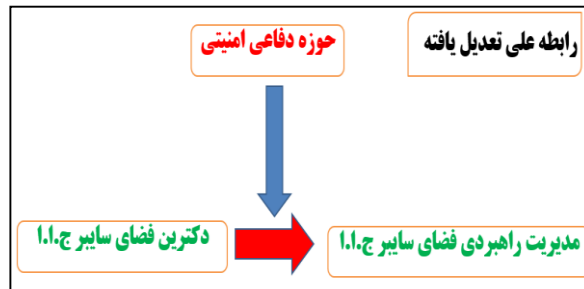 رابطه علی تعدیل یافته
حوزه دفاعی امنیتی
مدیریت راهبردی فضای سایبر ج.ا.ا
دکترین فضای سایبر ج.ا.ا